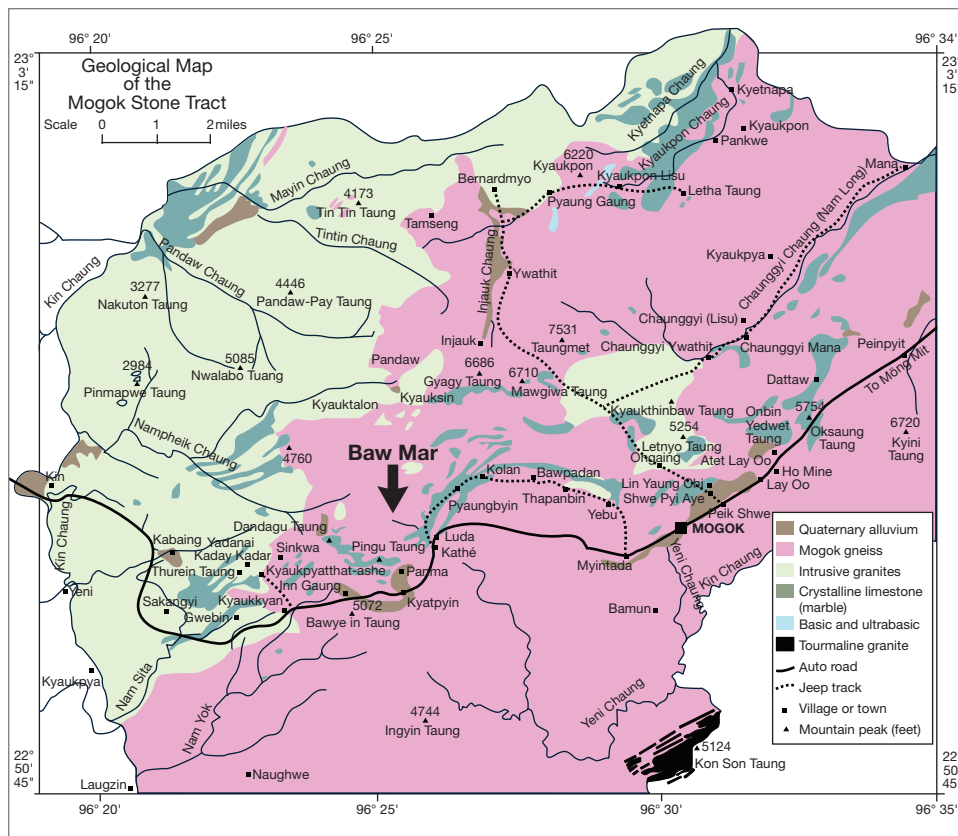 96° 20'
96° 25'
96° 34'
23°
3'
15"
23°
3'
15"
Geological Map
of the
Mogok Stone Tract
Scale 0 1 2 miles
Kyetnapa Chaung
Kyetnapa
Kyaukpon Chaung
Kyaukpon
Pankwe
6220
Kyaukpon
Kyaukpon Lisu
Mana
Bernardmyo
Pyaung Gaung
Letha Taung
Mayin Chaung
4173
Tin Tin Taung
Tamseng
Tintin Chaung
Chaunggyi Chaung (Nam Long)
Kin Chaung
Pandaw Chaung
Injauk Chaung
Ywathit
Kyaukpya
3277
Nakuton Taung
4446
Pandaw-Pay Taung
Chaunggyi (Lisu)
Injauk
7531
Taungmet
Chaunggyi Ywathit
Chaunggyi Mana
Peinpyit
To Möng Mit
2984
Pinmapwe Taung
5085
Nwalabo Tuang
Pandaw
6686
Gyagy Taung
6710
Mawgiwa Taung
Dattaw
Kyauktalon
Kyauksin
Kyaukthinbaw Taung
Onbin
Yedwet
Taung
5754
Oksaung
Taung
6720
Kyini
Taung
Nampheik Chaung
4760
5254
Letnyo Taung
Ohgaing
Atet Lay Oo
Baw Mar
Kolan
Bawpadan
Lin Yaung Chi
Ho Mine
Lay Oo
Kin
Pyaungbyin
Thapanbin
Shwe Pyi Aye
Yebu
Peik Shwe
Kin Chaung
Dandagu Taung
MOGOK
Kabaing
Yadanai
Kaday Kadar
Sinkwa
Pingu Taung
Luda
Kathé
Thurein Taung
Kyaukpyatthat-ashe
Panma
Myintada
Yeni Chaung
Kin Chaung
Yeni
Inn Gaung
Kyatpyin
Sakangyi
Kyaukkyan
Gwebin
5072
Bawye in Taung
Bamun
Kyaukpya
Nam Sita
Nam Yok
4744
Ingyin Taung
Yeni Chaung
5124
Kon Son Taung
Naughwe
Laugzin
Quaternary alluvium
Mogok gneiss
Intrusive granites
Crystalline limestone
(marble)
Basic and ultrabasic
Tourmaline granite
Auto road
Jeep track
Village or town
Mountain peak (feet)
22°
50'
45"
22°
50'
45"
96° 20'
96° 25'
96° 30'
96° 35'